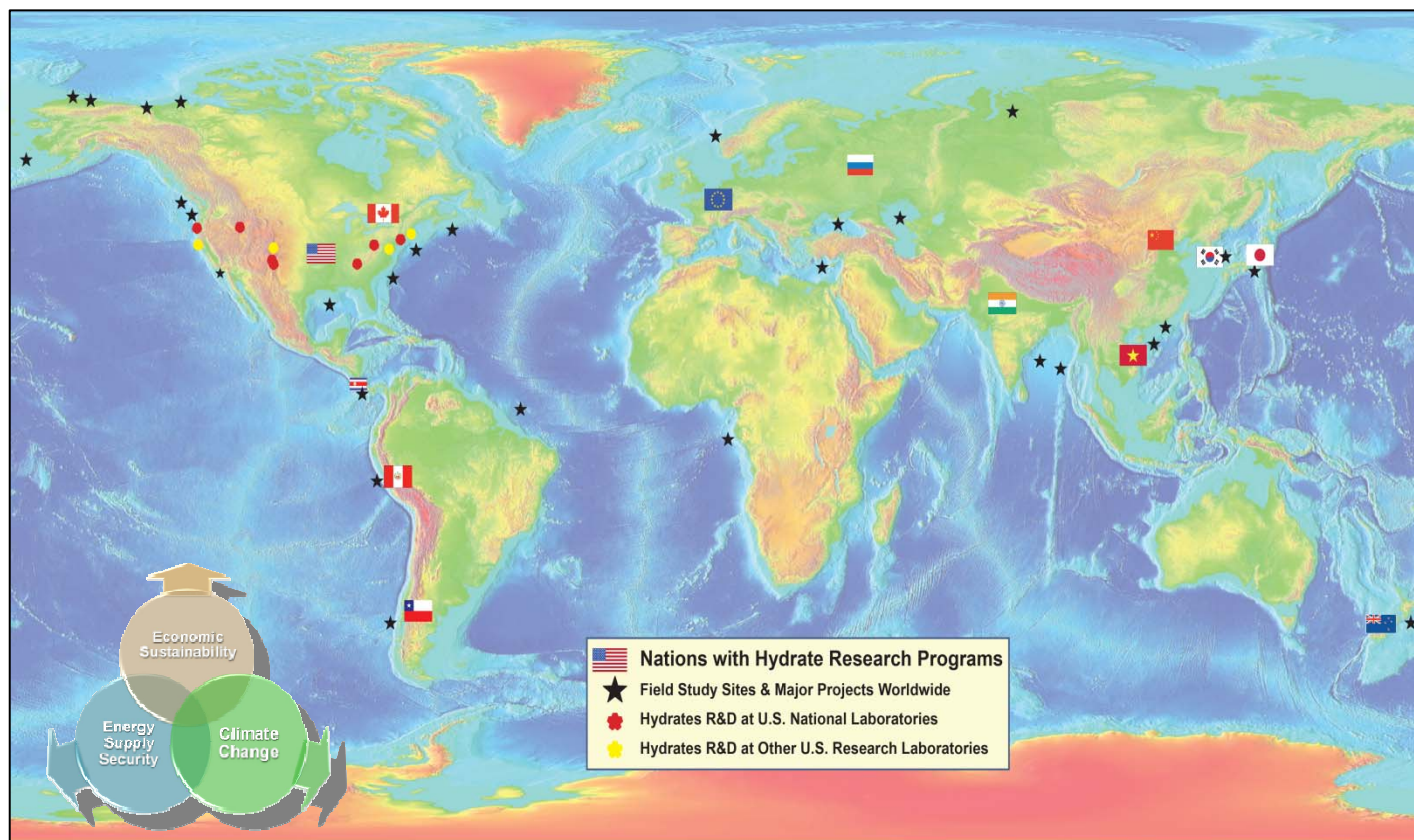 Economic
Sustainability
Energy
Supply
Security
Climate
Change
Nations with Hydrate Research Programs
Field Study Sites & Major Projects Worldwide
Hydrates R&D at U.S. National Laboratories
Hydrates R&D at Other U.S. Research Laboratories